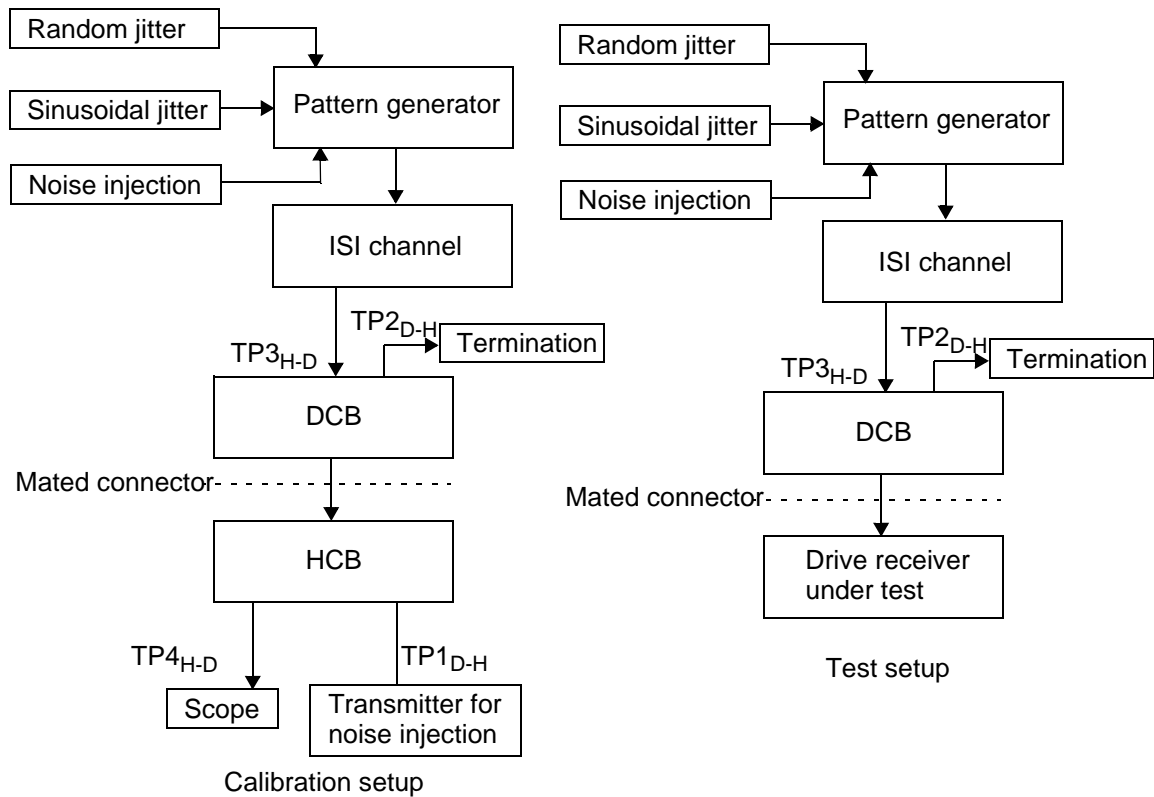 Random jitter
Sinusoidal jitter
Noise injection
Pattern generator
ISI channel
TP3H-D
TP2D-H
Termination
DCB
Mated connector
HCB
TP4H-D
TP1D-H
Scope
Transmitter for
noise injection
Calibration setup
Random jitter
Sinusoidal jitter
Noise injection
Pattern generator
ISI channel
TP3H-D
TP2D-H
Termination
DCB
Mated connector
Drive receiver
under test
Test setup